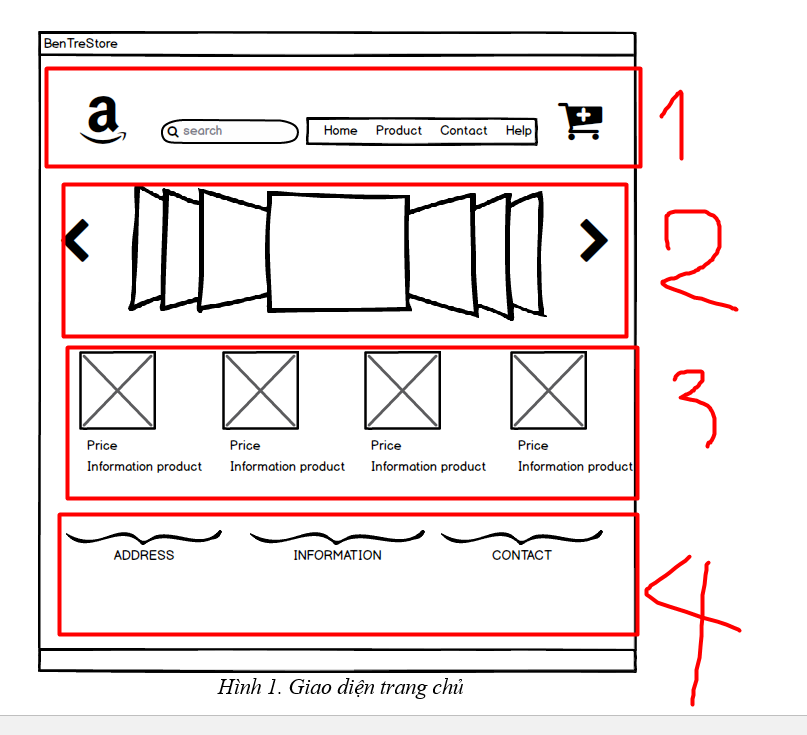 BenTreStore
a
search
Home Product Contact Help
1
2
Price Price Price Price
Information product Information product Information product Information product
3
ADDRESS INFORMATION CONTACT
4
Hình 1. Giao diện trang chủ